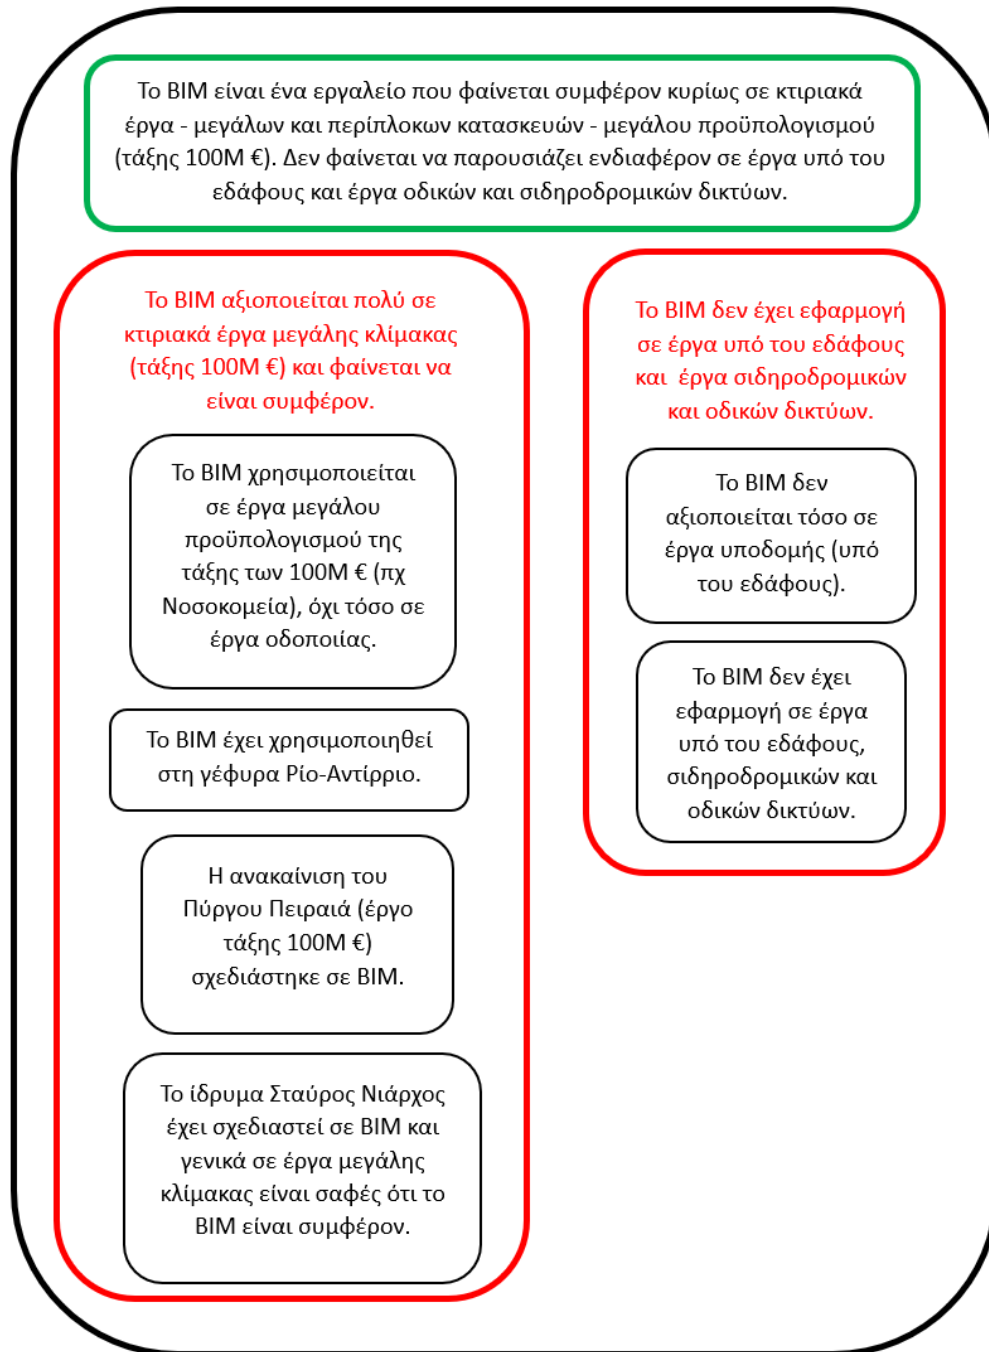 Το BIM είναι ένα εργαλείο που φαίνεται συμφέρον κυρίως σε κτιριακά
έργα - μεγάλων και περίπλοκων κατασκευών - μεγάλου προϋπολογισμού
(τάξης 100M €). Δεν φαίνεται να παρουσιάζει ενδιαφέρον σε έργα υπό του
εδάφους και έργα οδικών και σιδηροδρομικών δικτύων.
Το BIM αξιοποιείται πολύ σε
κτιριακά έργα μεγάλης κλίμακας
(τάξης 100M €) και φαίνεται να
είναι συμφέρον.
Το BIM χρησιμοποιείται
σε έργα μεγάλου
προϋπολογισμού της
τάξης των 100M € (πχ
Νοσοκομεία), όχι τόσο σε
έργα οδοποιίας.
Το BIM έχει χρησιμοποιηθεί
στη γέφυρα Ρίο-Αντίρριο.
Η ανακαίνιση του
Πύργου Πειραιά (έργο
τάξης 100M €)
σχεδιάστηκε σε BIM.
Το ίδρυμα Σταύρος Νιάρχος
έχει σχεδιαστεί σε BIM και
γενικά σε έργα μεγάλης
κλίμακας είναι σαφές ότι το
BIM είναι συμφέρον.
Το BIM δεν έχει εφαρμογή
σε έργα υπό του εδάφους
και έργα σιδηροδρομικών
και οδικών δικτύων.
Το BIM δεν
αξιοποιείται τόσο σε
έργα υποδομής (υπό
του εδάφους).
Το BIM δεν έχει
εφαρμογή σε έργα
υπό του εδάφους,
σιδηροδρομικών και
οδικών δικτύων.